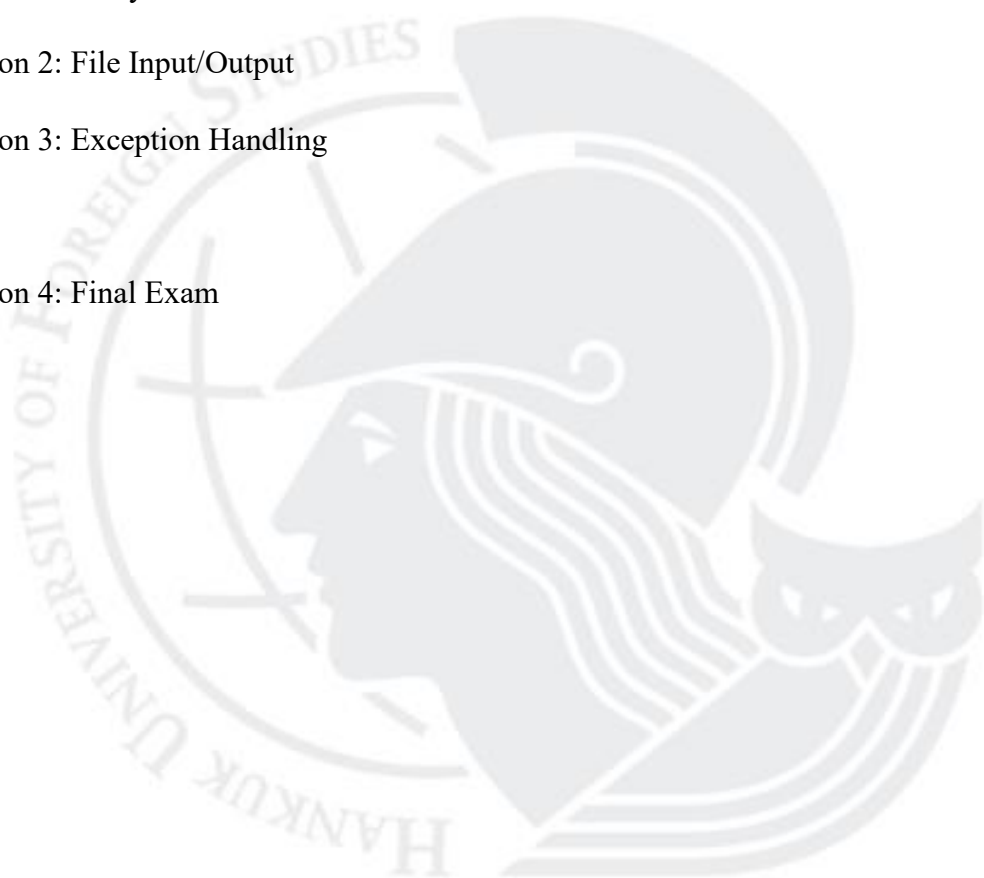 on 2: File Input/Output
on 3: Exception Handling
on 4: Final Exam
HANKUK UNIVERSITY OF FOREIGN STUDIES